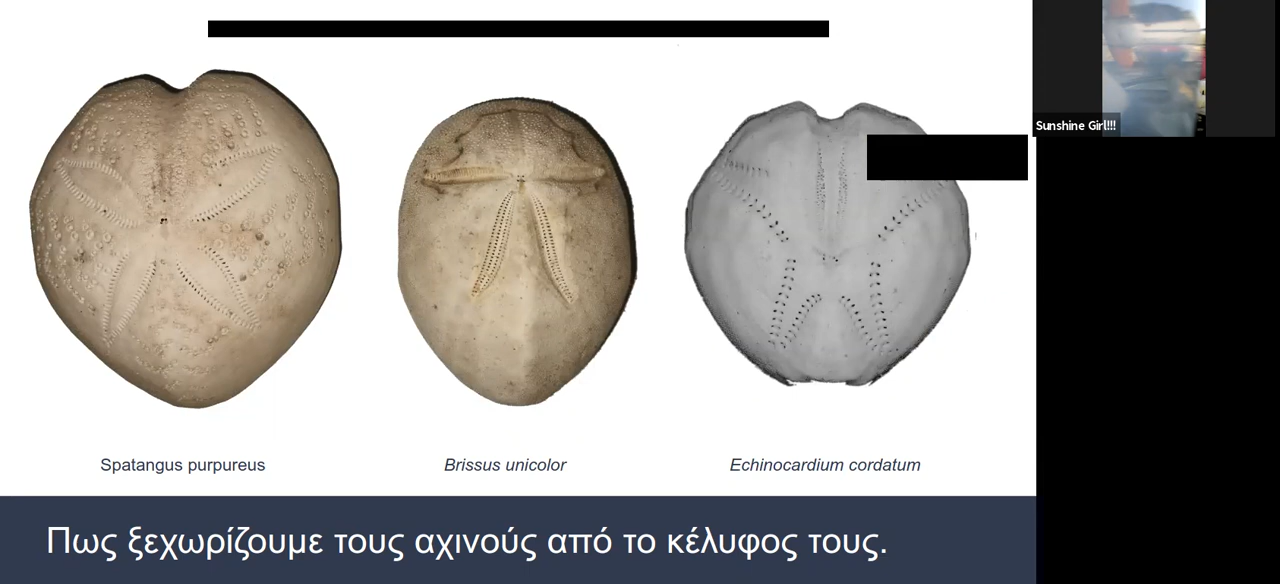 Sunshine Girl!!!
Spatangus purpureus
Brissus unicolor
Echinocardium cordatum
Πως ξεχωρίζουμε τους αχινούς από το κέλυφος τους.